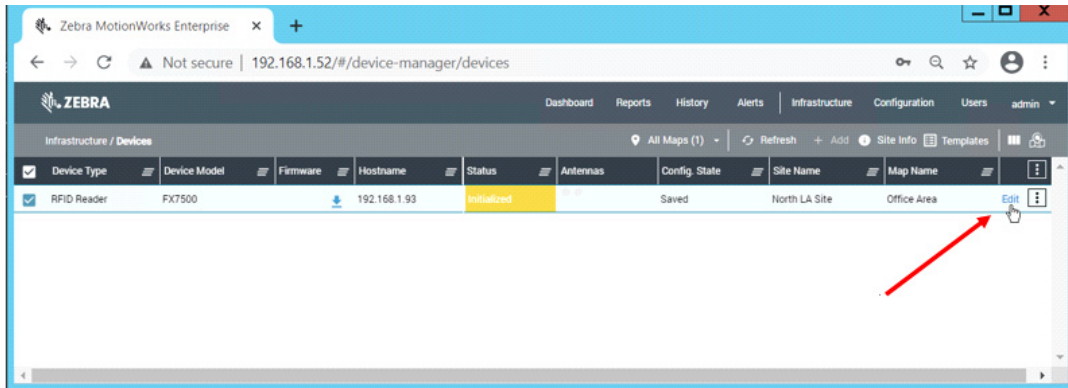 Zebra MotionWorks Enterprise
Not secure | 192.168.1.52/#/device-manager/devices
ZEBRA Dashboard Reports History Alerts Infrastructure Configuration Users admin
Infrastructure / Devices All Maps (1) Refresh + Add Site Info Templates
Device Type Device Model Firmware Hostname Status Antennas Config. State Site Name Map Name
RFID Reader FX7500 192.168.1.93 Initialized Saved North LA Site Office Area Edit